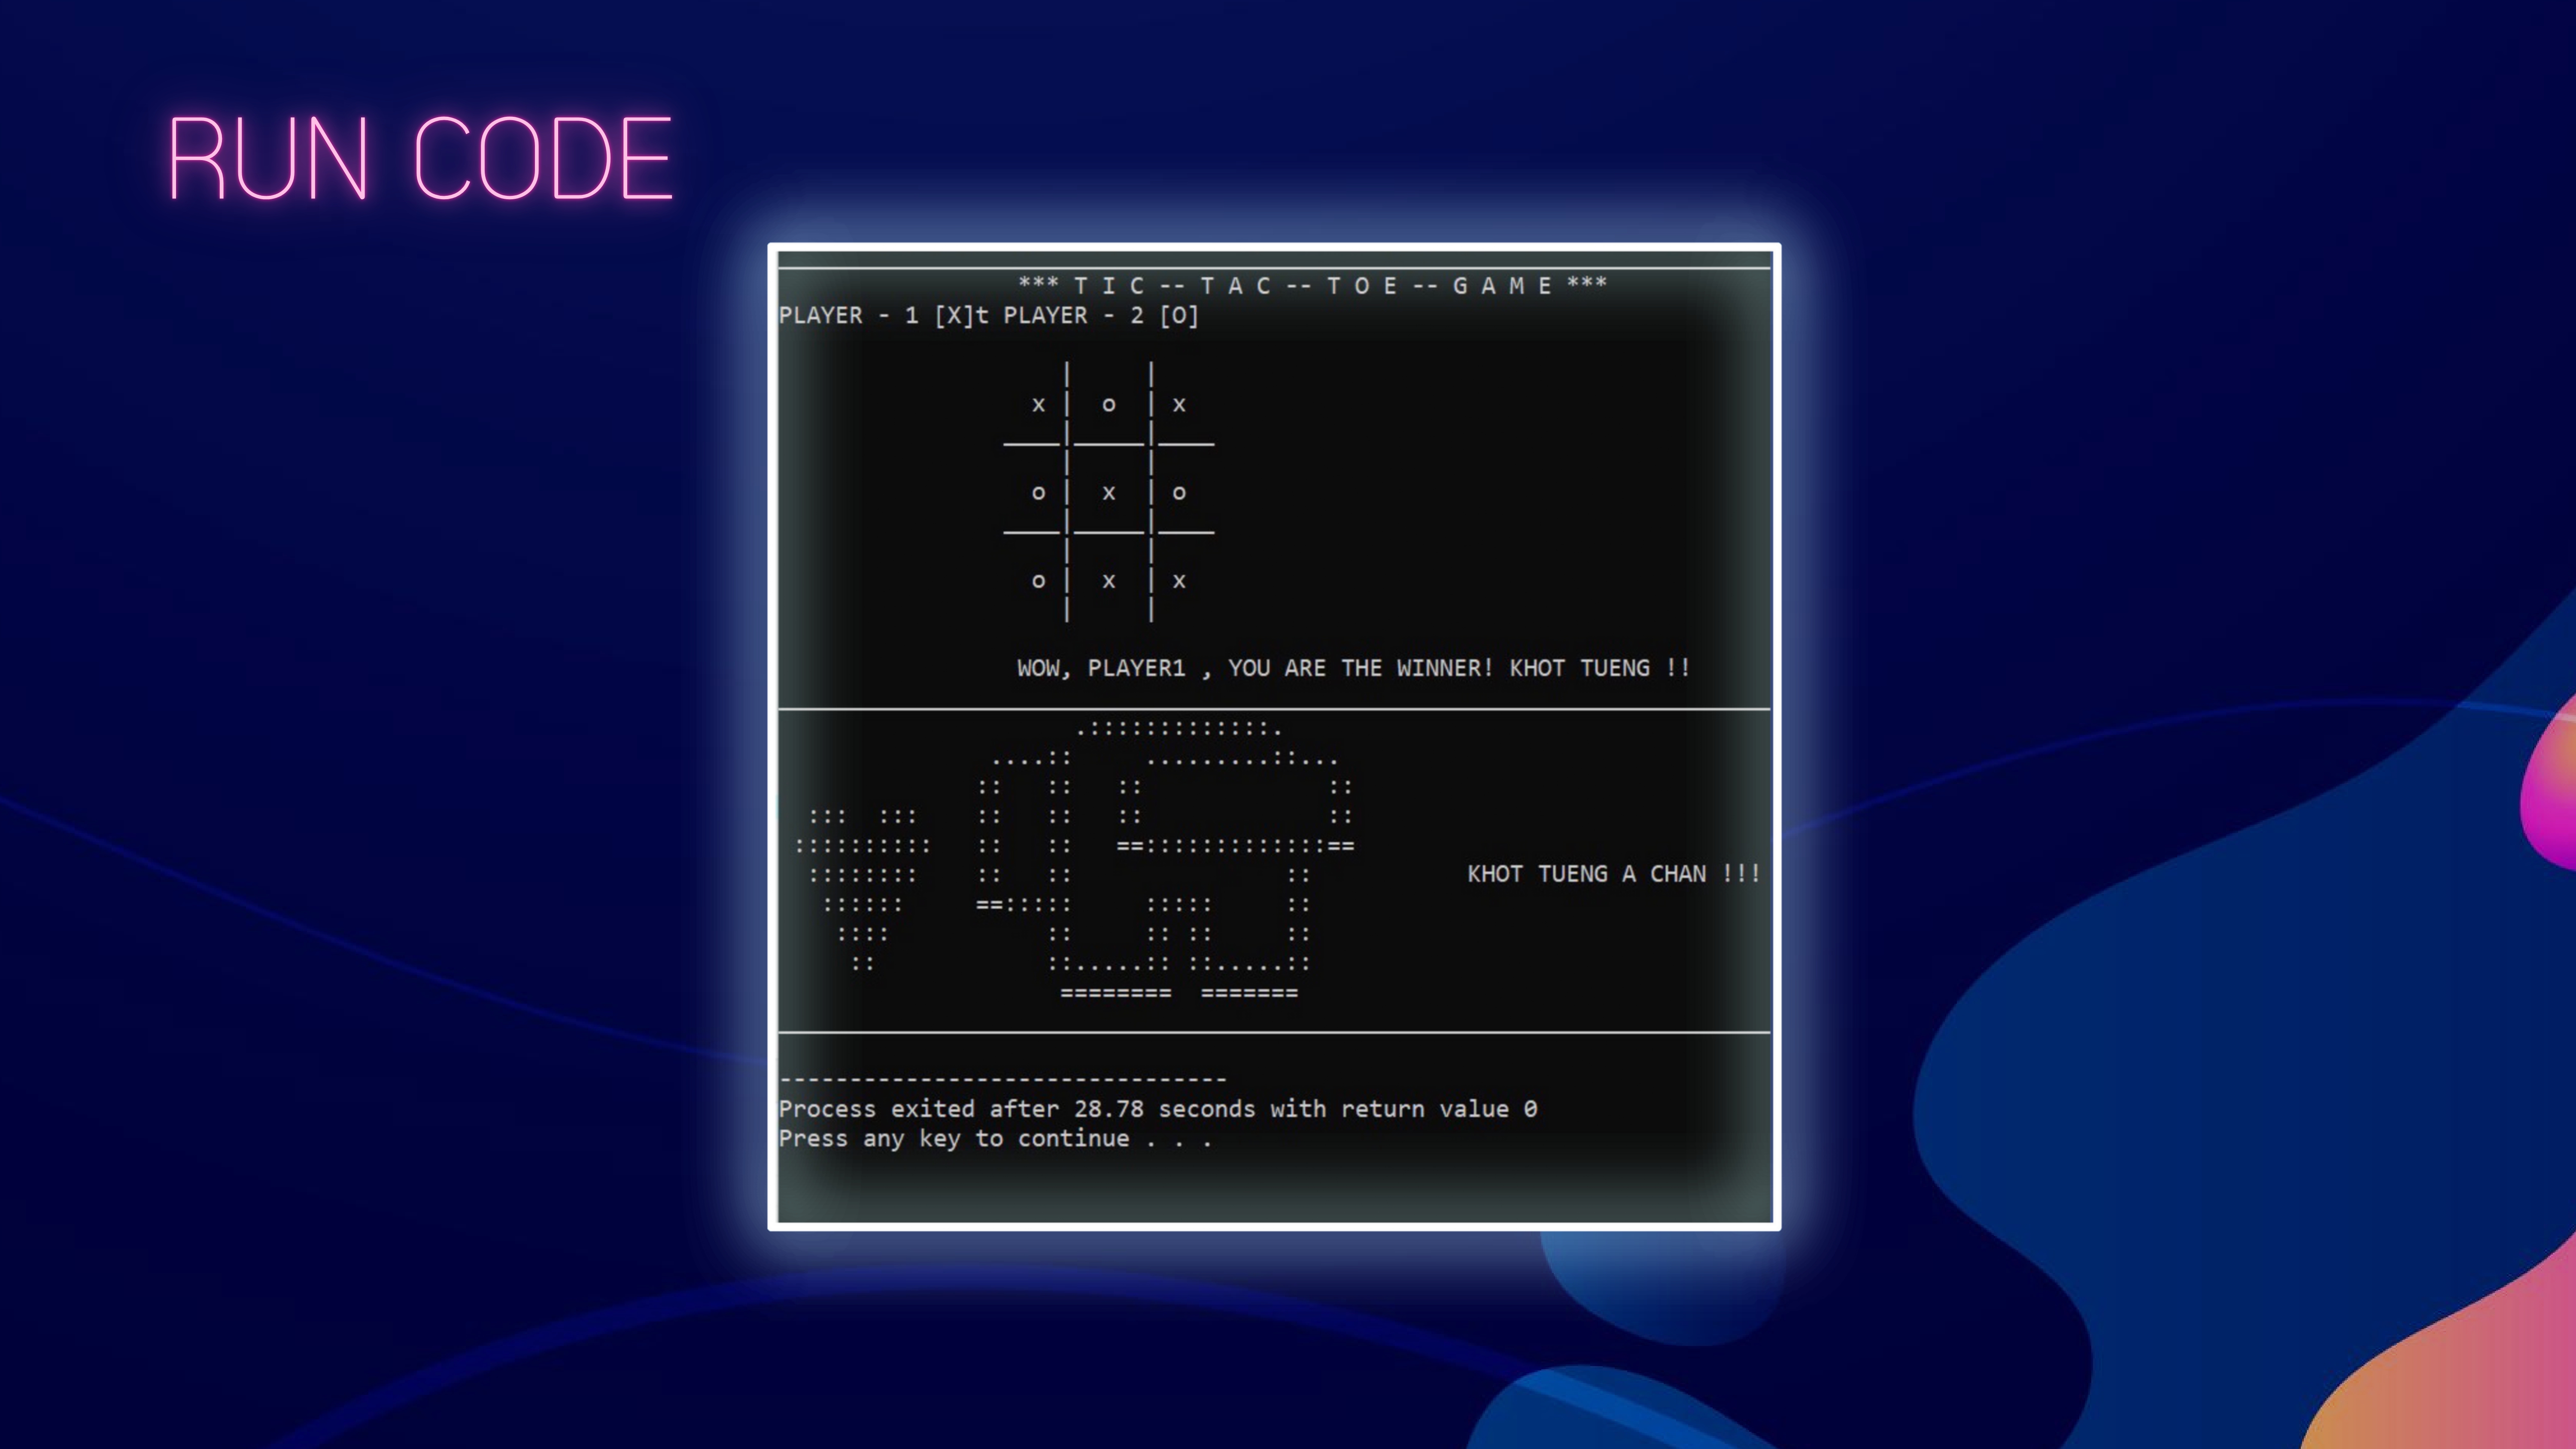 RUN CODE
*** T I C -- T A C -- T O E -- G A M E ***
PLAYER - 1 [X]t PLAYER - 2 [O]
x | o | x
o | x | o
o | x | x
WOW, PLAYER1 , YOU ARE THE WINNER! KHOT TUENG !!
KHOT TUENG A CHAN !!!
--------------------------------
Process exited after 28.78 seconds with return value 0
Press any key to continue . . .